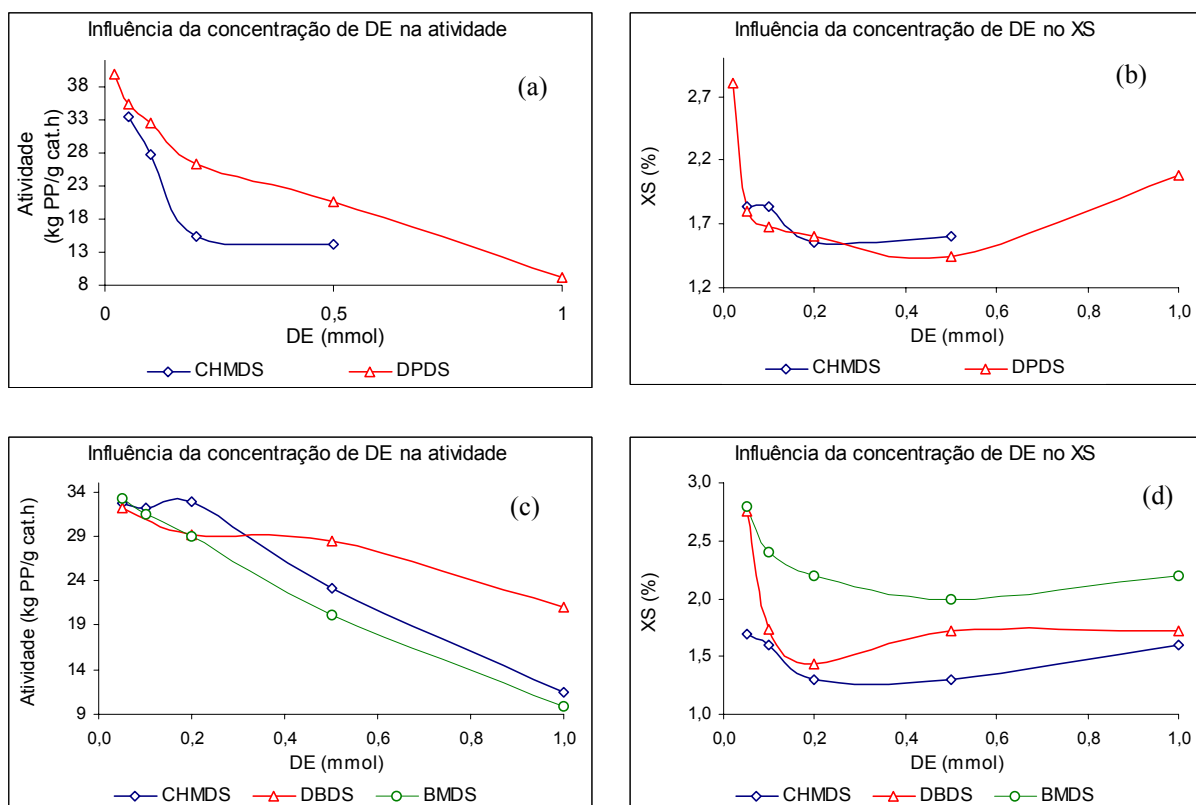 Influência da concentração de DE na atividade
(a)
Atividade
(kg PP/g cat.h)
38
33
28
23
18
13
8
0
0,5
1
DE (mmol)
CHMDS
DPDS
Influência da concentração de DE no XS
(b)
XS (%)
2,7
2,2
1,7
1,2
0,0
0,2
0,4
0,6
0,8
1,0
DE (mmol)
CHMDS
DPDS
Influência da concentração de DE na atividade
(c)
Atividade (kg PP/g cat.h)
34
29
24
19
14
9
0,0
0,2
0,4
0,6
0,8
1,0
DE (mmol)
CHMDS
DBDS
BMDS
Influência da concentração de DE no XS
(d)
XS (%)
3,0
2,5
2,0
1,5
1,0
0,0
0,2
0,4
0,6
0,8
1,0
DE (mmol)
CHMDS
DBDS
BMDS